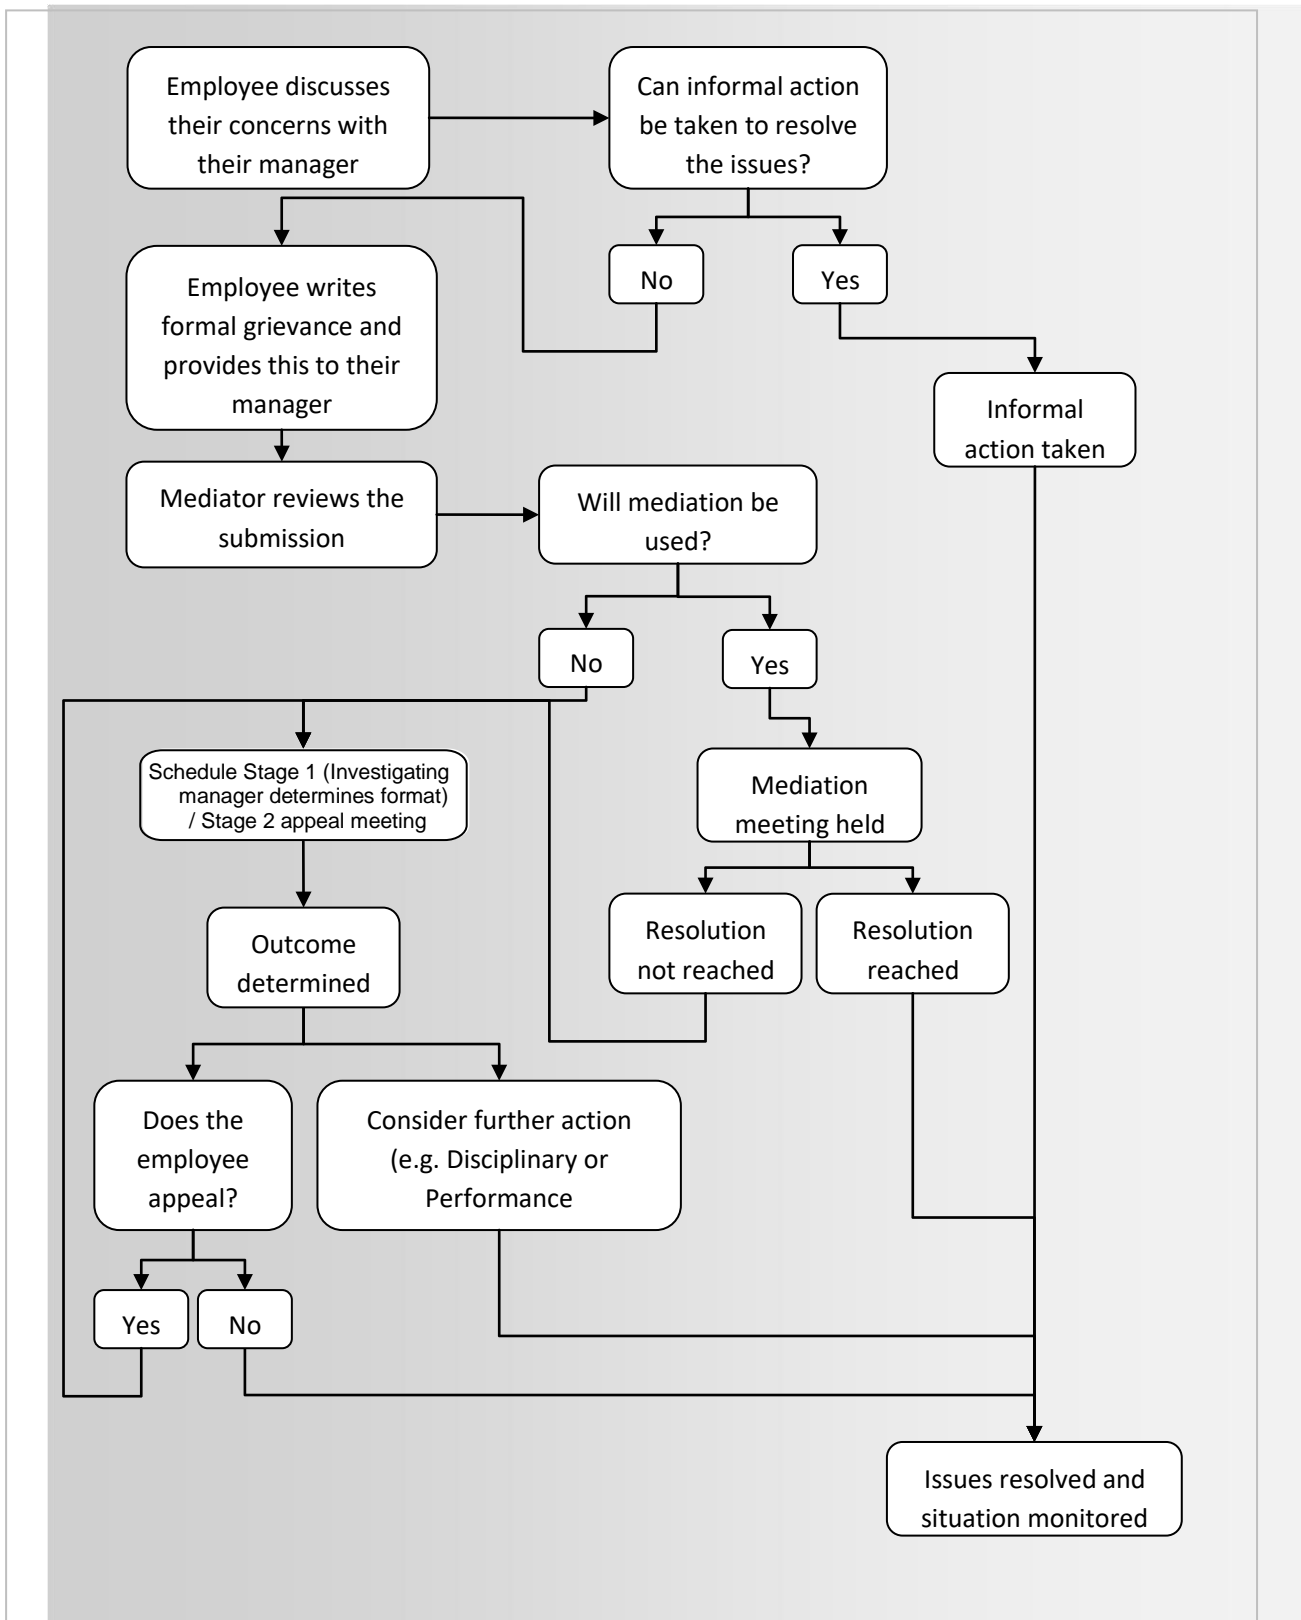 Employee discusses
their concerns with
their manager
Can informal action
be taken to resolve
the issues?
No
Yes
Employee writes
formal grievance and
provides this to their
manager
Informal
action taken
Mediator reviews the
submission
Will mediation be
used?
No
Yes
Schedule Stage 1 (Investigating
manager determines format)
/ Stage 2 appeal meeting
Mediation
meeting held
Outcome
determined
Resolution
not reached
Resolution
reached
Does the
employee
appeal?
Consider further action
(e.g. Disciplinary or
Performance
Yes
No
Issues resolved and
situation monitored